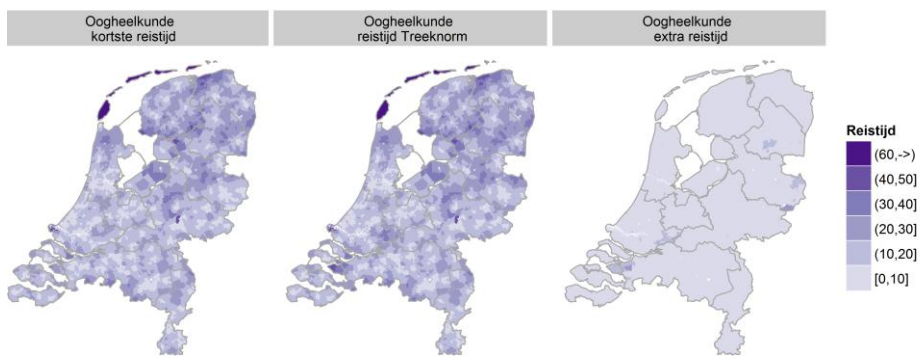 Oogheelkunde
kortste reistijd
Oogheelkunde
reistijd Treeknorm
Oogheelkunde
extra reistijd
Reistijd
(60,->)
(40,50]
(30,40]
(20,30]
(10,20]
[0,10]